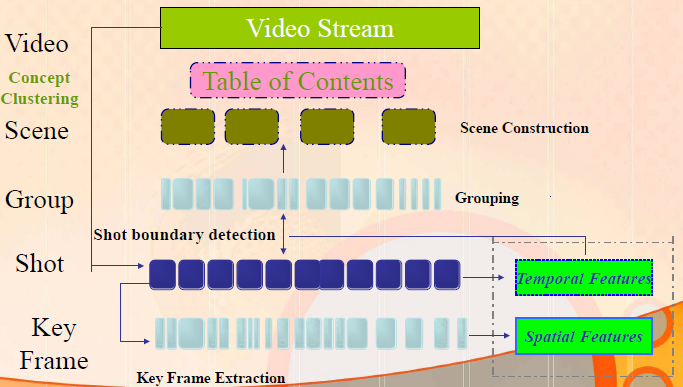 Video
Video Stream
Concept
Clustering
Table of Contents
Scene
Scene Construction
Group
Grouping
Shot boundary detection
Shot
Temporal Features
Key
Frame
Spatial Features
Key Frame Extraction